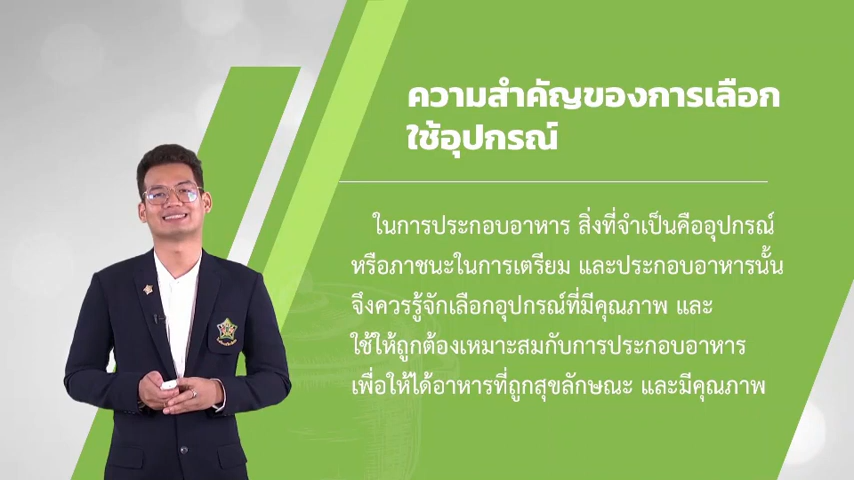 ความสำคัญของการเลือก
ใช้อุปกรณ์
ในการประกอบอาหาร สิ่งที่จำเป็นคืออุปกรณ์
หรือภาชนะในการเตรียม และประกอบอาหารนั้น
จึงควรรู้จักเลือกอุปกรณ์ที่มีคุณภาพ และ
ใช้ให้ถูกต้องเหมาะสมกับการประกอบอาหาร
เพื่อให้ได้อาหารที่ถูกสุขลักษณะ และมีคุณภาพ